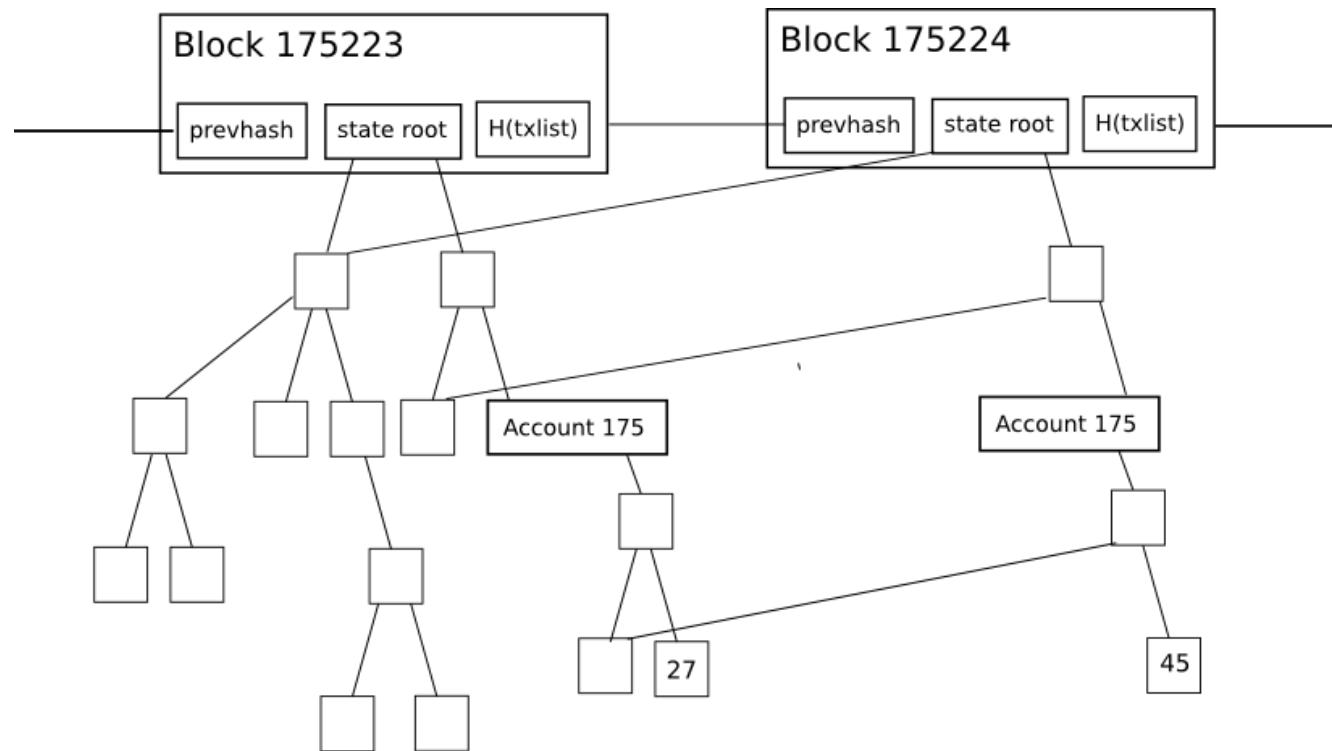 Block 175223
prevhash
state root
H(txlist)
Block 175224
prevhash
state root
H(txlist)
Account 175
Account 175
27
45